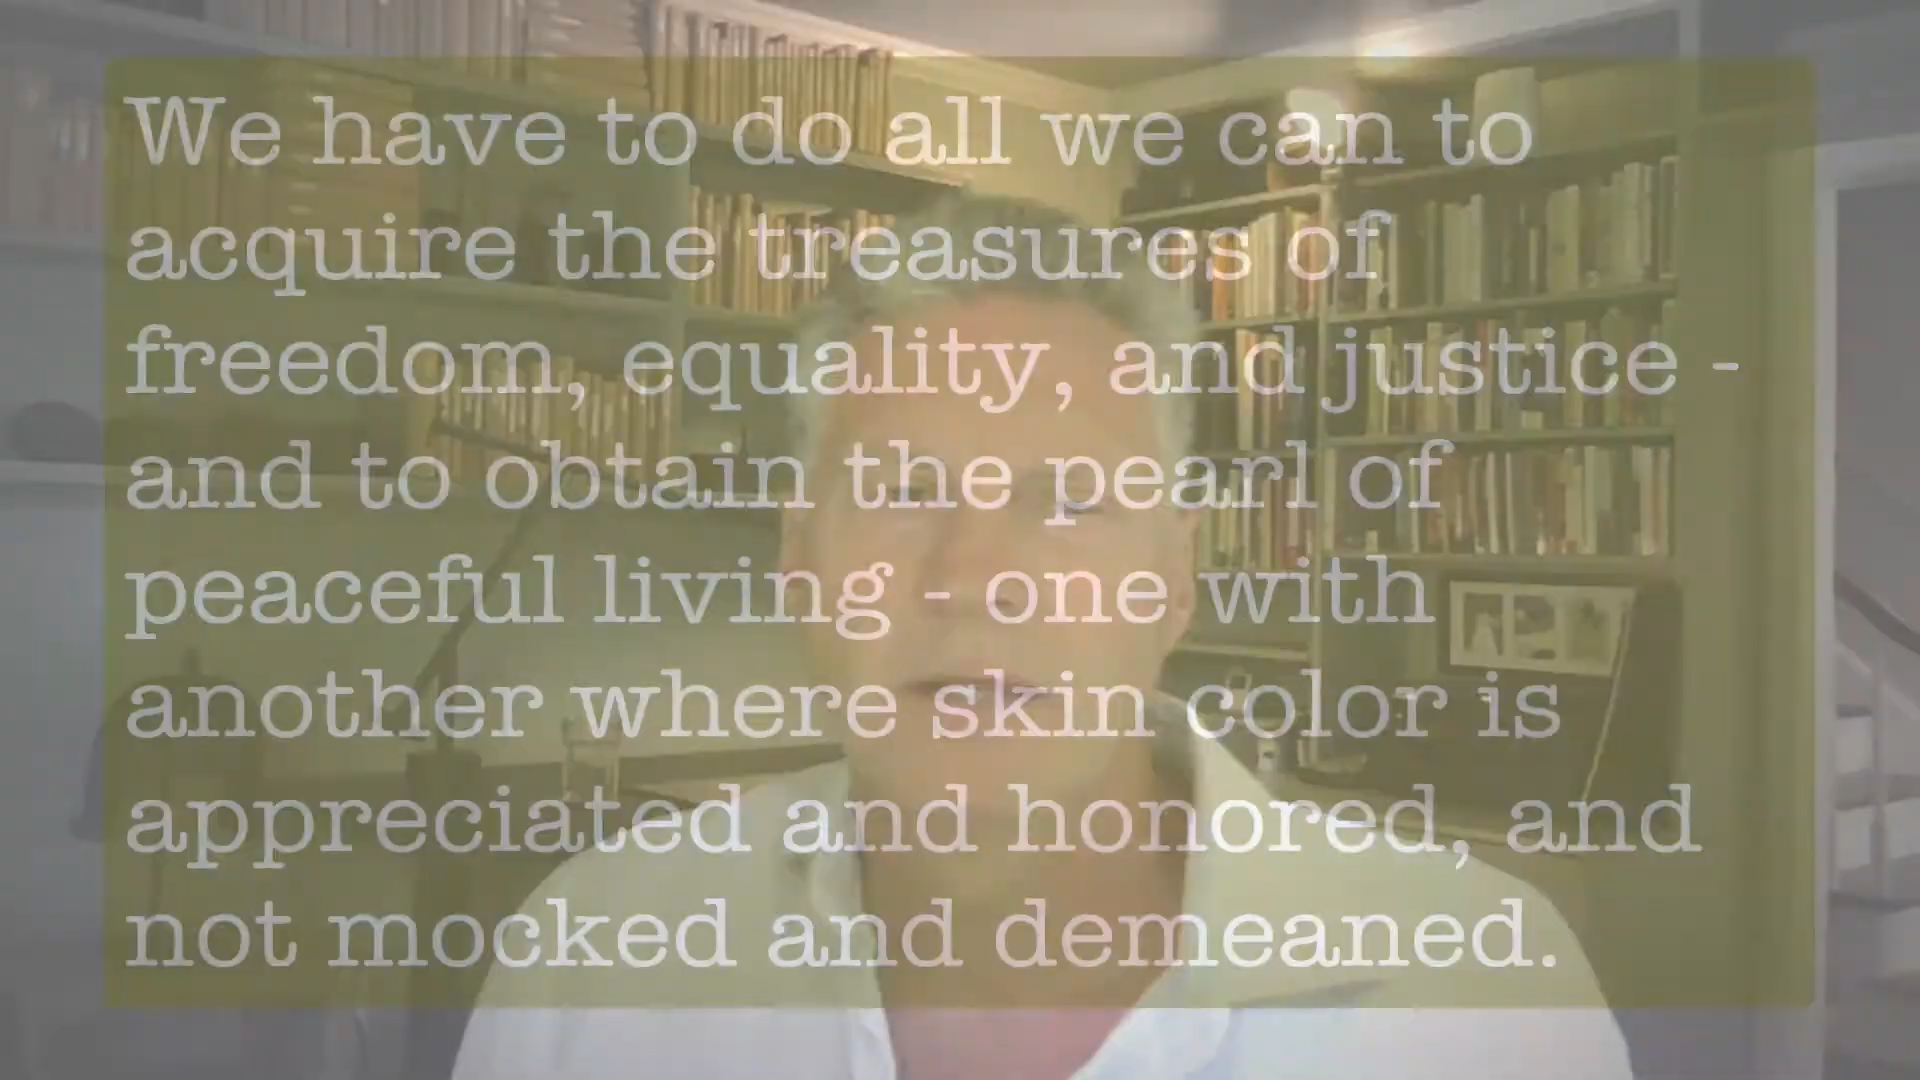 We have to do all we can to
acquire the treasures of
freedom, equality, and justice -
and to obtain the pearl of
peaceful living - one with
another where skin color is
appreciated and honored, and
not mocked and demeaned.